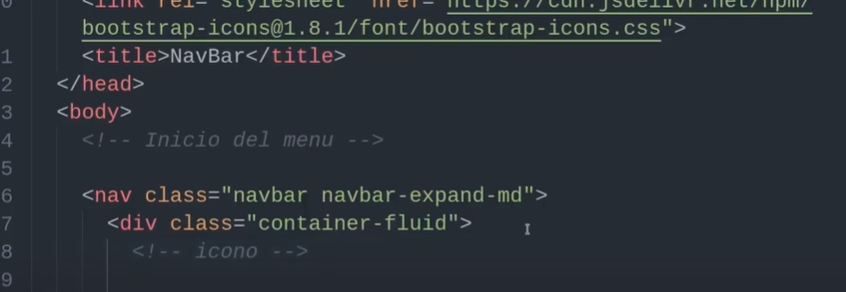 0 <link rel="stylesheet" href="https://cdn.jsdelivr.net/npm/
bootstrap-icons@1.8.1/font/bootstrap-icons.css">
1 <title>NavBar</title>
2 </head>
3 <body>
4 <!-- Inicio del menu -->
5
6 <nav class="navbar navbar-expand-md">
7 <div class="container-fluid">
8 <!-- icono -->
9